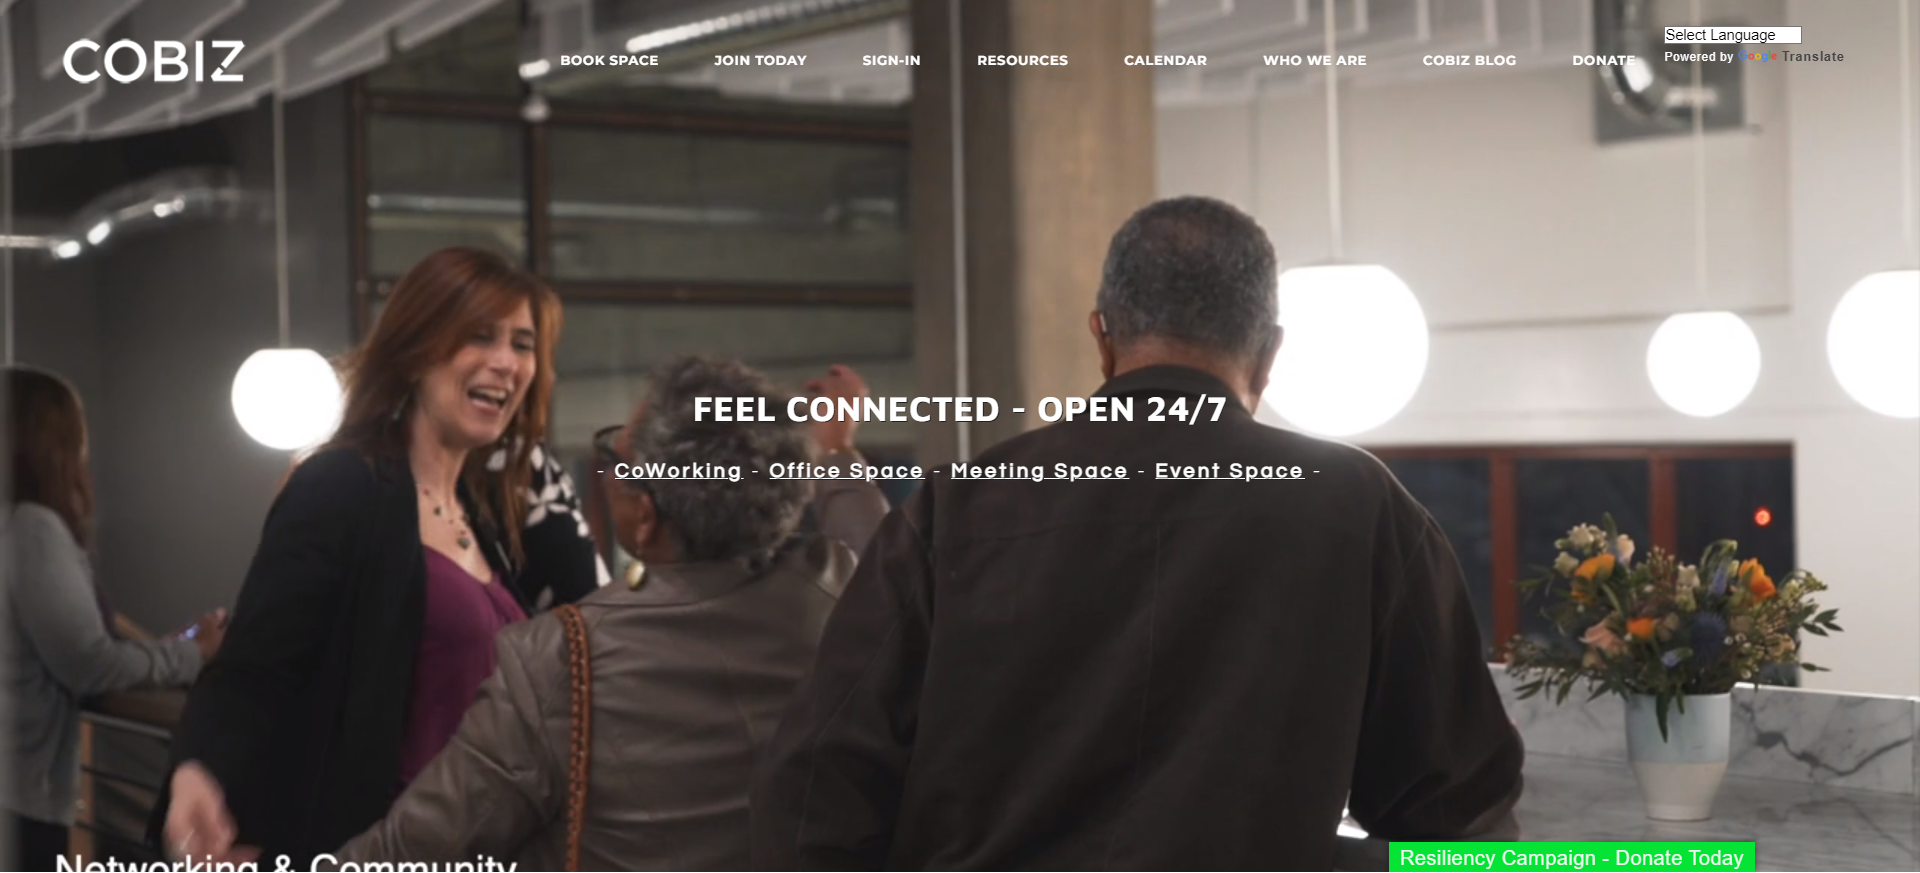 COBIZ
BOOK SPACE
JOIN TODAY
SIGN-IN
RESOURCES
CALENDAR
WHO WE ARE
COBIZ BLOG
DONATE
Select Language
Powered by Google Translate
FEEL CONNECTED - OPEN 24/7
- CoWorking - Office Space - Meeting Space - Event Space -
Networking & Community
Resiliency Campaign - Donate Today